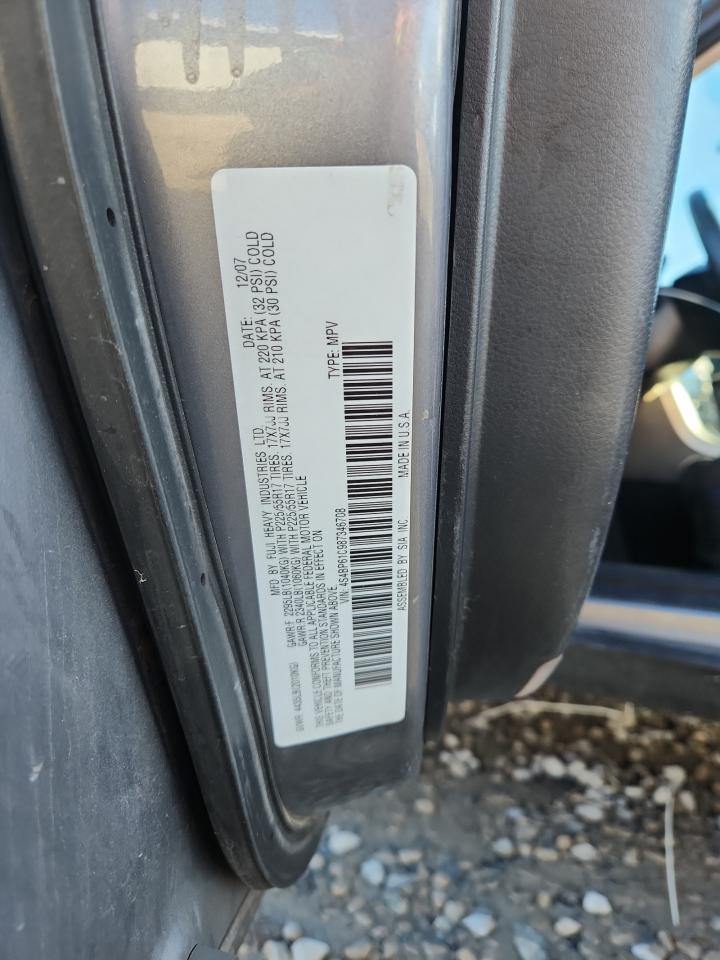 MFD. BY FUJI HEAVY INDUSTRIES LTD. DATE: 12/07
GVWR: 4435LB(2010KG) GAWR:F 2295LB(1040KG) WITH P225/55R17 TIRES. 17X7JJ RIMS. AT 220 KPA (32 PSI) COLD
GAWR:R 2340LB(1060KG) WITH P225/55R17 TIRES. 17X7JJ RIMS. AT 210 KPA (30 PSI) COLD
THIS VEHICLE CONFORMS TO ALL APPLICABLE FEDERAL MOTOR VEHICLE
SAFETY AND THEFT PREVENTION STANDARDS IN EFFECT ON
THE DATE OF MANUFACTURE SHOWN ABOVE.
VIN: 4S4BP61C987346708 TYPE: MPV
ASSEMBLED BY SIA INC. MADE IN U.S.A.